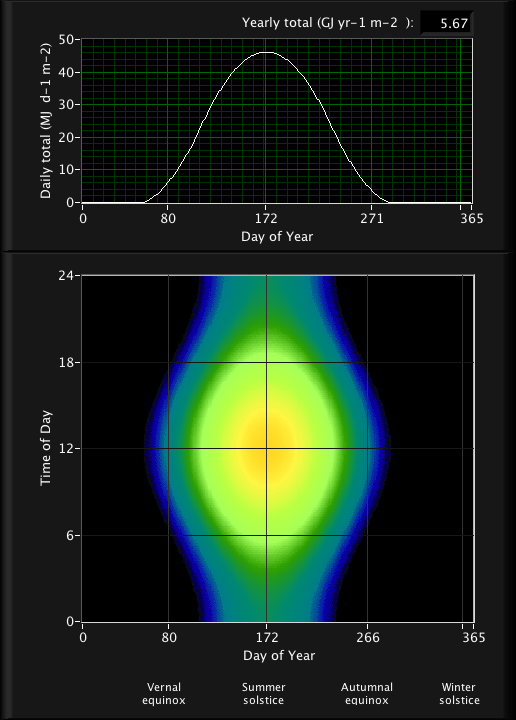 Yearly total (GJ yr-1 m-2 ): 5.67
Daily total (MJ d-1 m-2)
50
40
30
20
10
0
0 80 172 271 365
Day of Year
Time of Day
24
18
12
6
0
0 80 172 266 365
Day of Year
Vernal equinox
Summer solstice
Autumnal equinox
Winter solstice